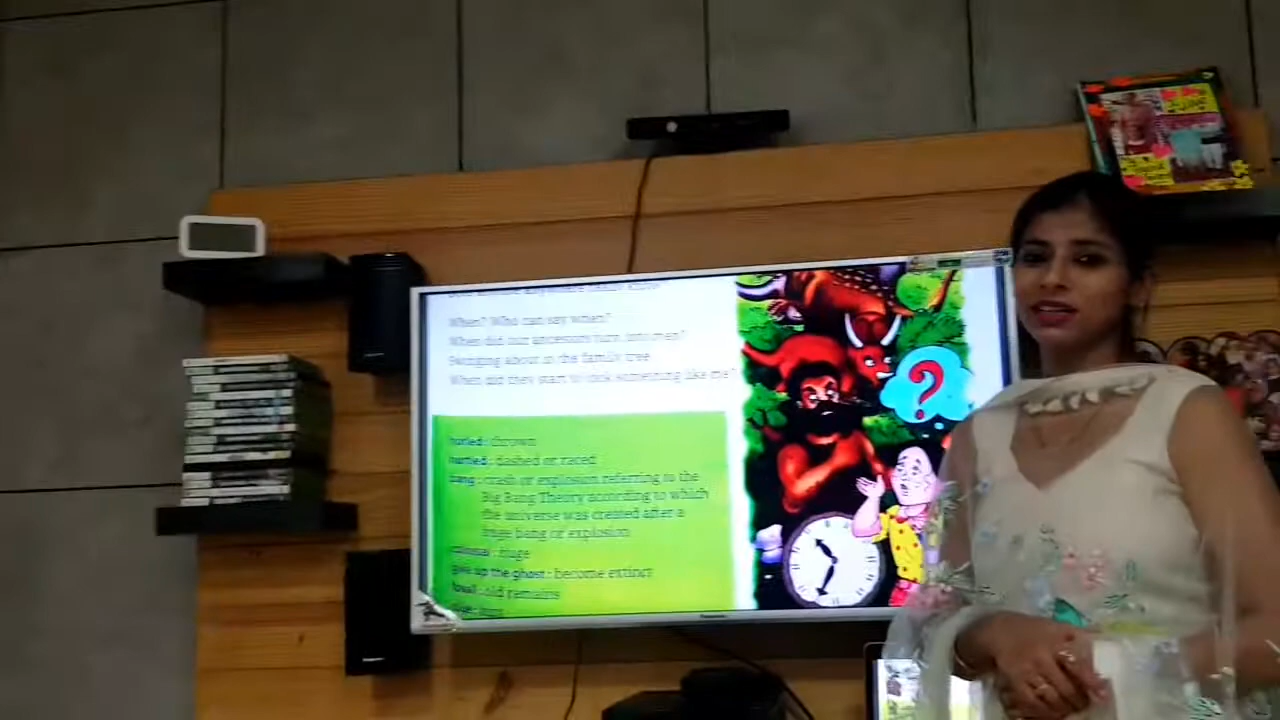 When? Who can say when?
When did our ancestors turn into men?
Swinging about in the family tree
When did they start to look something like me?
hurled : thrown
hurtled : dashed or raced
bang : crash or explosion referring to the
Big Bang Theory according to which
the universe was created after a
huge bang or explosion
colossal : huge
give up the ghost : become extinct
fossil : old remains
?
Panasonic